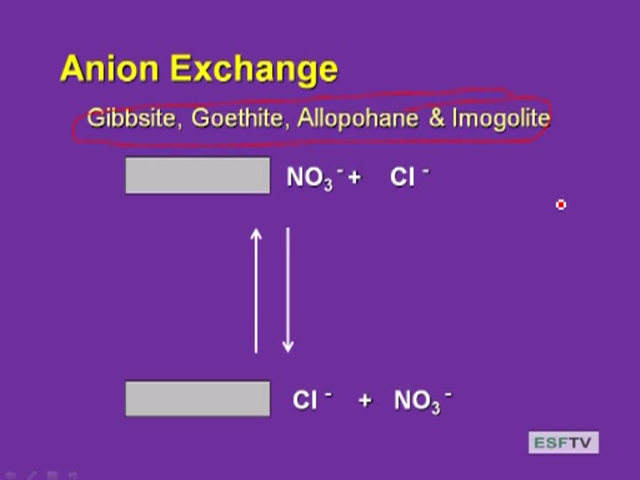 Anion Exchange
Gibbsite, Goethite, Allopohane & Imogolite
NO₃⁻ + Cl⁻
Cl⁻ + NO₃⁻
ESFTV